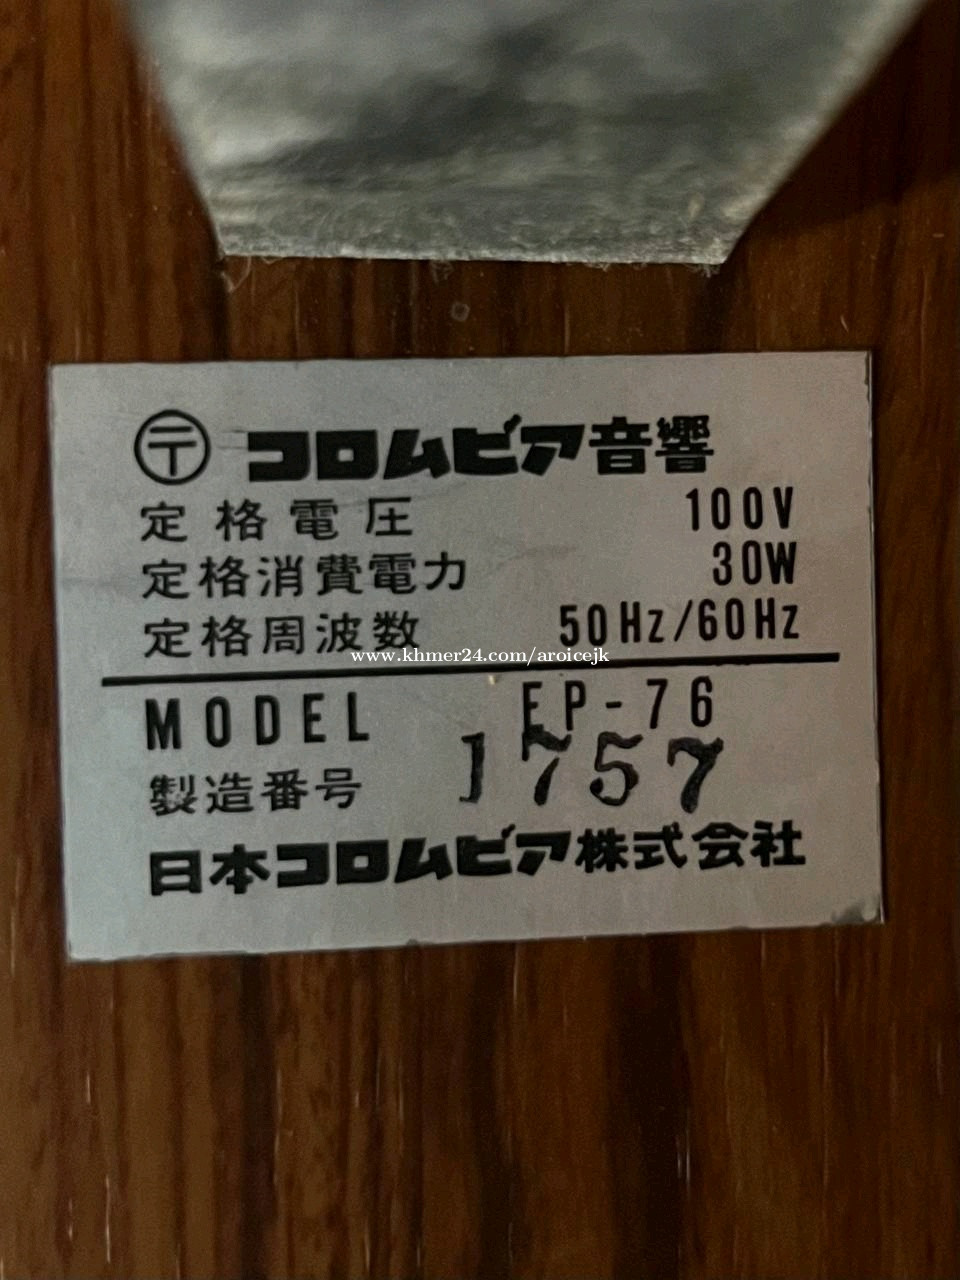 〒 コロムビア音響
定格電圧 100V
定格消費電力 30W
定格周波数 50Hz/60Hz
www.khmer24.com/aroicejk
MODEL EP-76
製造番号 1757
日本コロムビア株式会社